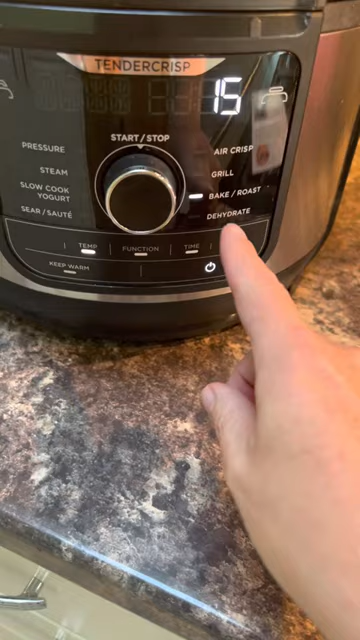 TENDERCRISP
15
START/STOP
PRESSURE
STEAM
SLOW COOK
YOGURT
SEAR/SAUTÉ
AIR CRISP
GRILL
BAKE/ROAST
DEHYDRATE
TEMP
FUNCTION
TIME
KEEP WARM